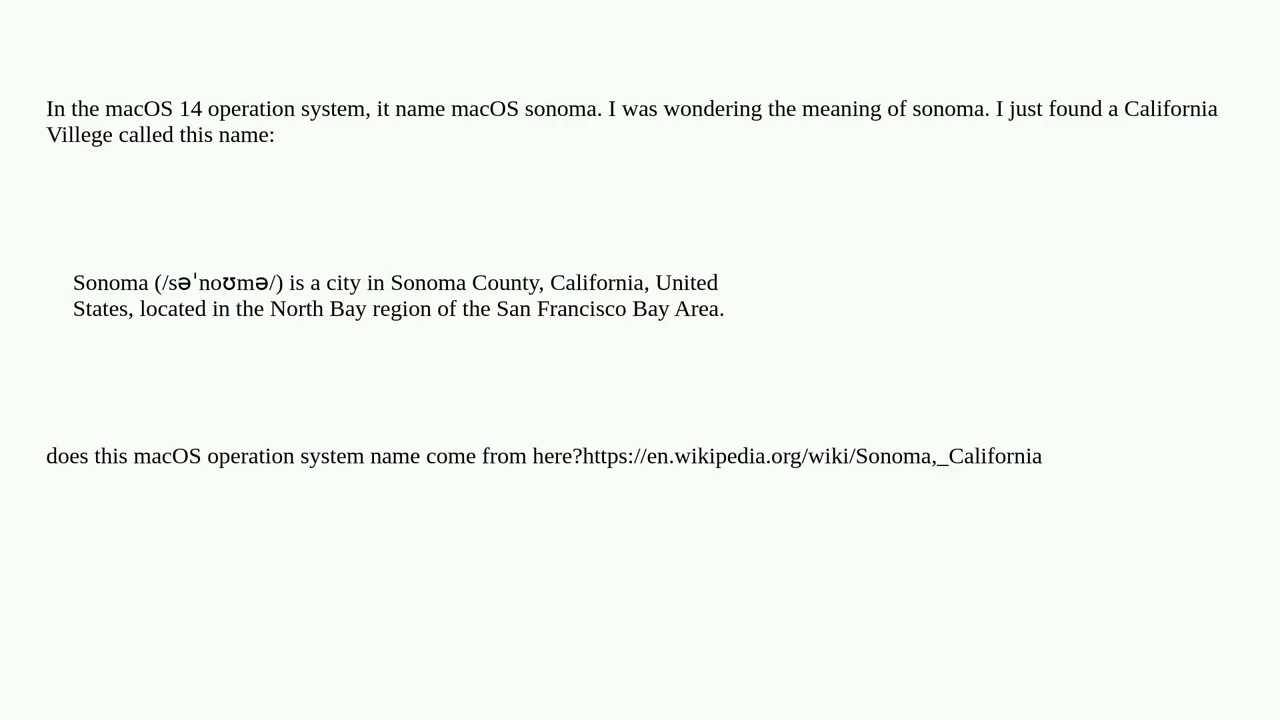 In the macOS 14 operation system, it name macOS sonoma. I was wondering the meaning of sonoma. I just found a California
Villege called this name:
Sonoma (/səˈnoʊmə/) is a city in Sonoma County, California, United
States, located in the North Bay region of the San Francisco Bay Area.
does this macOS operation system name come from here?https://en.wikipedia.org/wiki/Sonoma,_California